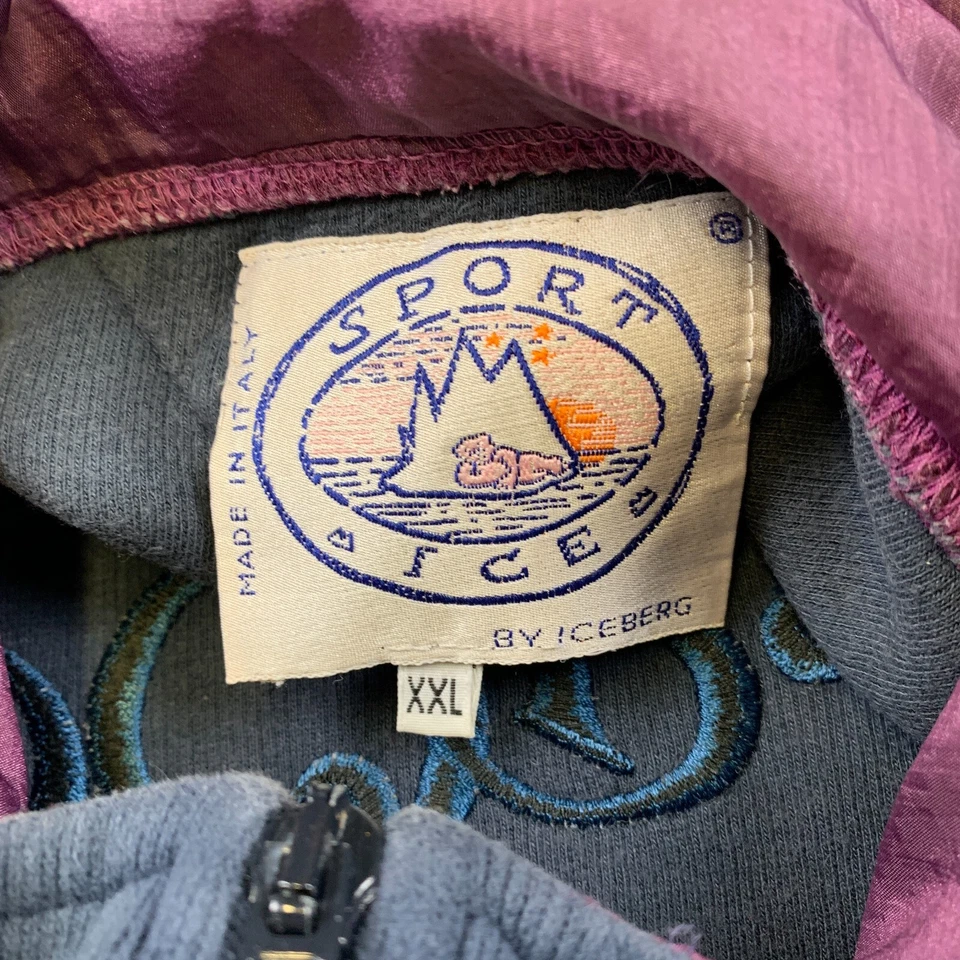 ®
SPORT
ICE
MADE IN ITALY
BY ICEBERG
XXL